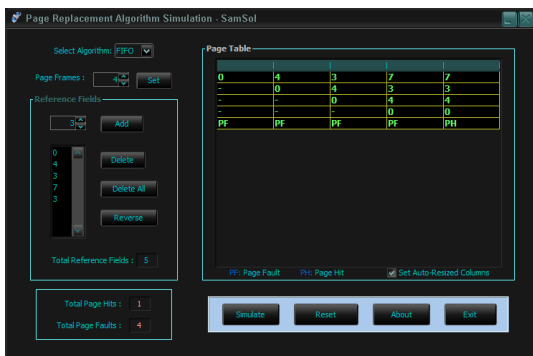 Page Replacement Algorithm Simulation - SamSol
Select Algorithm: FIFO
Page Frames : 4 Set
Reference Fields
3 Add
0
4
3
7
3
Delete
Delete All
Reverse
Total Reference Fields : 5
Total Page Hits : 1
Total Page Faults : 4
Page Table
0 4 3 7 7
- 0 4 3 3
- - 0 4 4
- - - 0 0
PF PF PF PF PH
PF: Page Fault PH: Page Hit Set Auto-Resized Columns
Simulate Reset About Exit